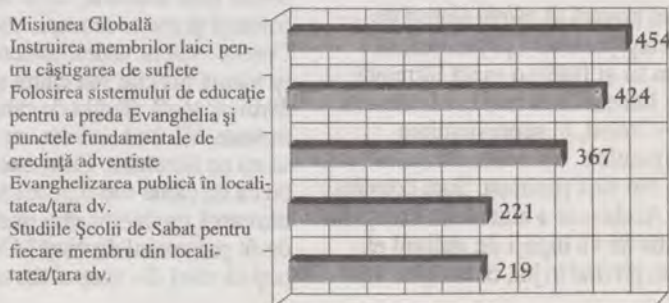 Misiunea Globală
Instruirea membrilor laici pen-
tru câştigarea de suflete
Folosirea sistemului de educaţie
pentru a preda Evanghelia şi
punctele fundamentale de
credinţă adventiste
Evanghelizarea publică în locali-
tatea/ţara dv.
Studiile Şcolii de Sabat pentru
fiecare membru din locali-
tatea/ţara dv.
454
424
367
221
219